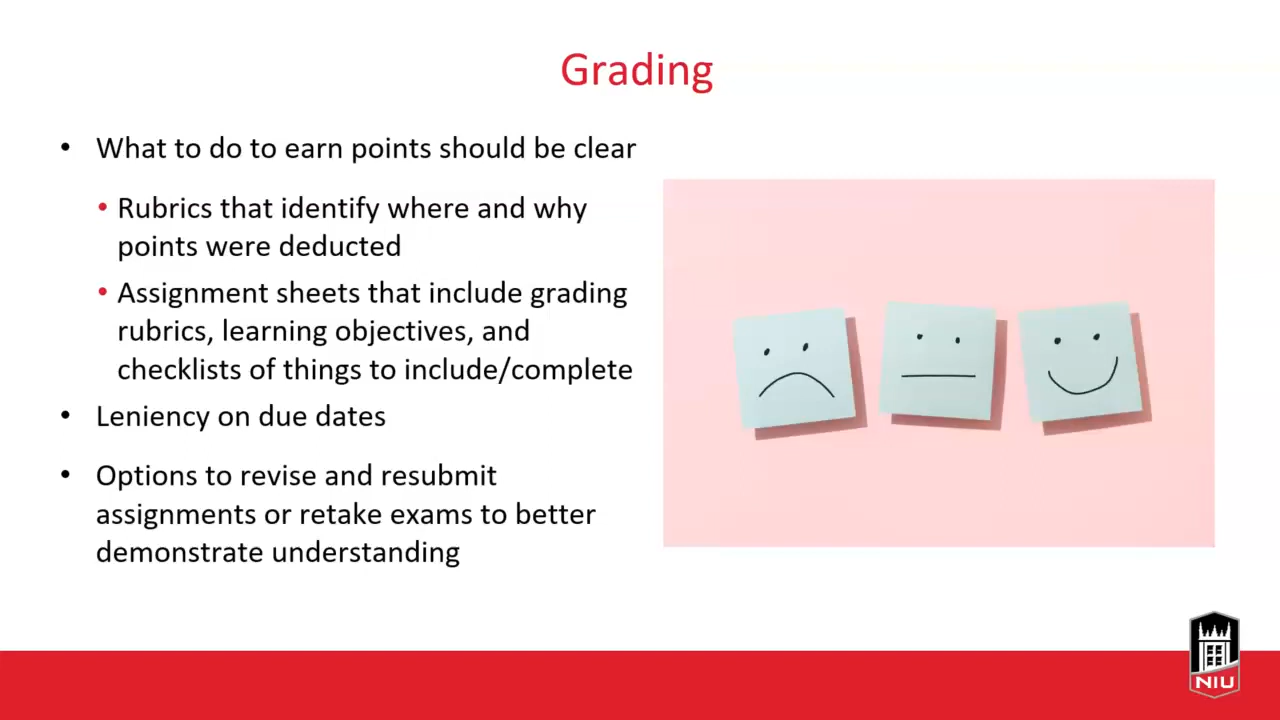 Grading
• What to do to earn points should be clear
• Rubrics that identify where and why
points were deducted
• Assignment sheets that include grading
rubrics, learning objectives, and
checklists of things to include/complete
• Leniency on due dates
• Options to revise and resubmit
assignments or retake exams to better
demonstrate understanding
NIU